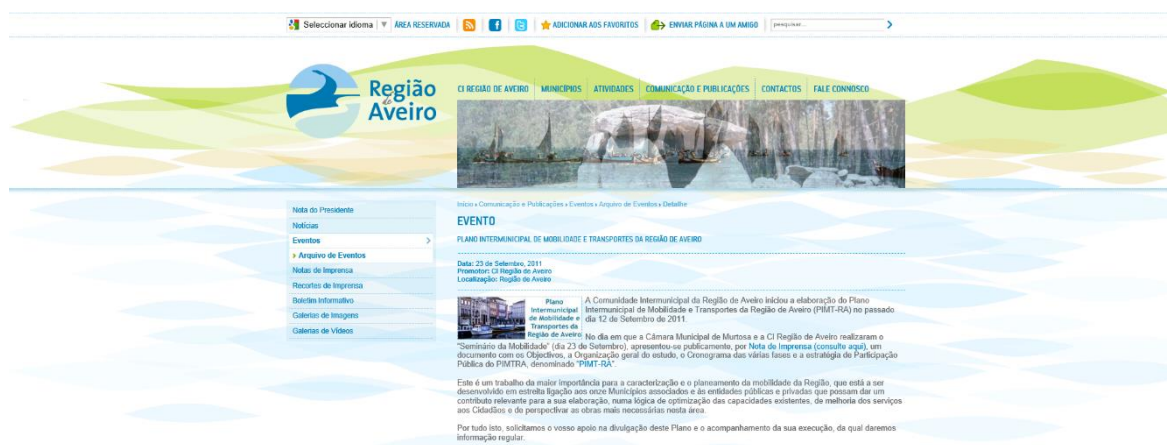 Seleccionar idioma ▼ ÁREA RESERVADA ADICIONAR AOS FAVORITOS ENVIAR PÁGINA A UM AMIGO pesquisar...
Região
de
Aveiro
CI REGIÃO DE AVEIRO MUNICÍPIOS ATIVIDADES COMUNICAÇÃO E PUBLICAÇÕES CONTACTOS FALE CONNOSCO
Nota do Presidente
Notícias
Eventos
Arquivo de Eventos
Notas de Imprensa
Recortes de Imprensa
Boletim Informativo
Galerias de Imagens
Galerias de Vídeos
Início » Comunicação e Publicações » Eventos » Arquivo de Eventos » Detalhe
EVENTO
PLANO INTERMUNICIPAL DE MOBILIDADE E TRANSPORTES DA REGIÃO DE AVEIRO
Data: 23 de Setembro, 2011
Promotor: CI Região de Aveiro
Localização: Região de Aveiro
Plano
Intermunicipal
de Mobilidade e
Transportes da
Região de Aveiro
A Comunidade Intermunicipal da Região de Aveiro iniciou a elaboração do Plano
Intermunicipal de Mobilidade e Transportes da Região de Aveiro (PIMT-RA) no passado
dia 12 de Setembro de 2011.
No dia em que a Câmara Municipal de Murtosa e a CI Região de Aveiro realizaram o
"Seminário da Mobilidade" (dia 23 de Setembro), apresentou-se publicamente, por Nota de Imprensa (consulte aqui), um
documento com os Objectivos, a Organização geral do estudo, o Cronograma das várias fases e a estratégia de Participação
Pública do PIMTRA, denominado "PIMT-RA".
Este é um trabalho da maior importância para a caracterização e o planeamento da mobilidade da Região, que está a ser
desenvolvido em estreita ligação aos onze Municípios associados e às entidades públicas e privadas que possam dar um
contributo relevante para a sua elaboração, numa lógica de optimização das capacidades existentes, de melhoria dos serviços
aos Cidadãos e de perspectivar as obras mais necessárias nesta área.
Por tudo isto, solicitamos o vosso apoio na divulgação deste Plano e o acompanhamento da sua execução, da qual daremos
informação regular.